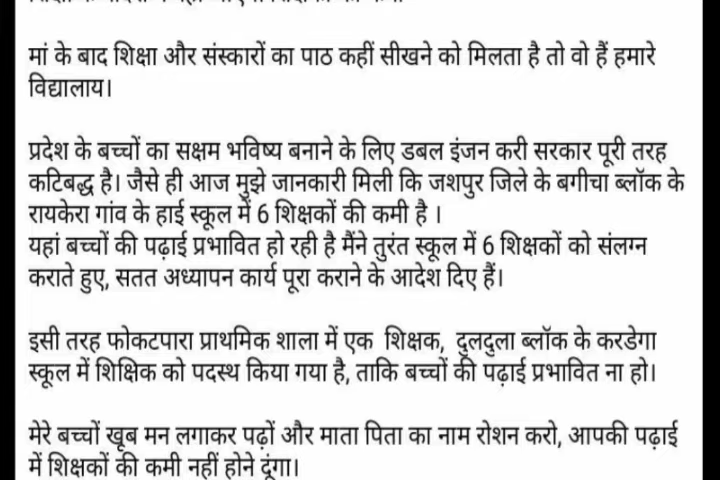 मां के बाद शिक्षा और संस्कारों का पाठ कहीं सीखने को मिलता है तो वो हैं हमारे
विद्यालाय।
प्रदेश के बच्चों का सक्षम भविष्य बनाने के लिए डबल इंजन करी सरकार पूरी तरह
कटिबद्ध है। जैसे ही आज मुझे जानकारी मिली कि जशपुर जिले के बगीचा ब्लॉक के
रायकेरा गांव के हाई स्कूल में 6 शिक्षकों की कमी है ।
यहां बच्चों की पढ़ाई प्रभावित हो रही है मैंने तुरंत स्कूल में 6 शिक्षकों को संलग्न
कराते हुए, सतत अध्यापन कार्य पूरा कराने के आदेश दिए हैं।
इसी तरह फोकटपारा प्राथमिक शाला में एक शिक्षक, दुलदुला ब्लॉक के करडेगा
स्कूल में शिक्षिक को पदस्थ किया गया है, ताकि बच्चों की पढ़ाई प्रभावित ना हो।
मेरे बच्चों खूब मन लगाकर पढ़ों और माता पिता का नाम रोशन करो, आपकी पढ़ाई
में शिक्षकों की कमी नहीं होने दूंगा।